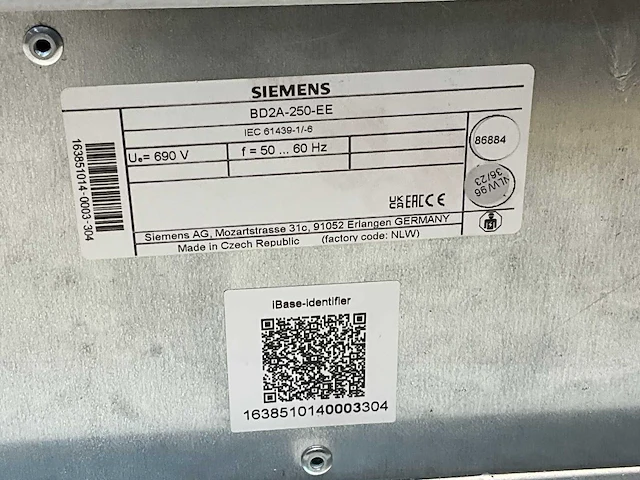 SIEMENS
BD2A-250-EE
IEC 61439-1/-6
Uₑ= 690 V
f = 50 ... 60 Hz
163851014-0003-304
86884
NLW 96
36/23
UK CA EAC CE
Siemens AG, Mozartstrasse 31c, 91052 Erlangen GERMANY
Made in Czech Republic (factory code: NLW)
iBase-identifier
1638510140003304